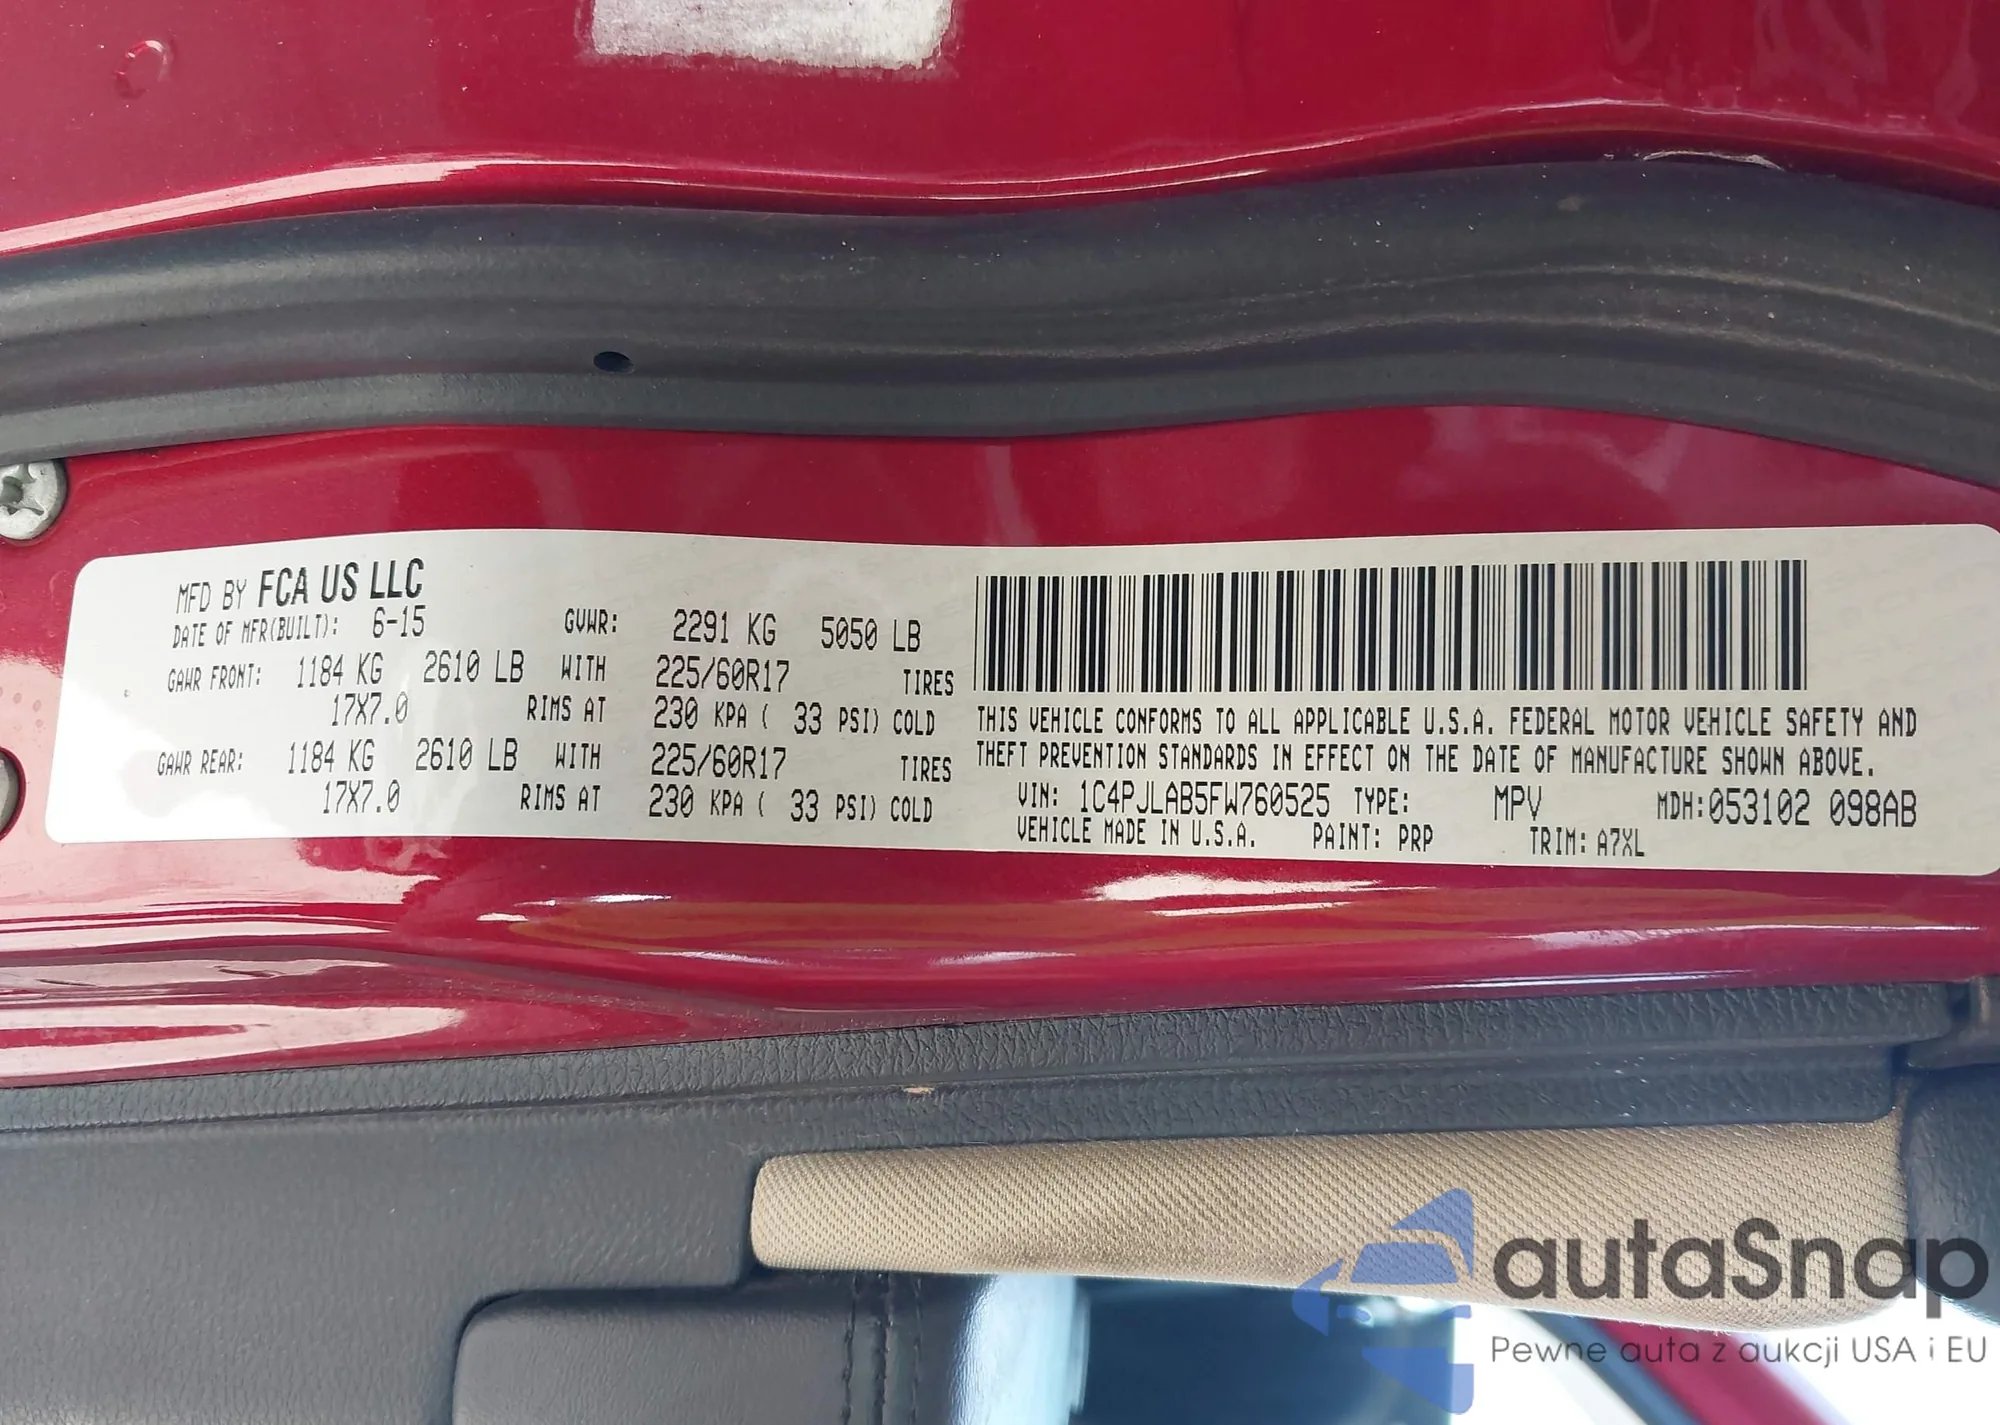 MFD BY FCA US LLC
DATE OF MFR(BUILT): 6-15 GVWR: 2291 KG 5050 LB
GAWR FRONT: 1184 KG 2610 LB WITH 225/60R17 TIRES
17X7.0 RIMS AT 230 KPA ( 33 PSI) COLD
GAWR REAR: 1184 KG 2610 LB WITH 225/60R17 TIRES
17X7.0 RIMS AT 230 KPA ( 33 PSI) COLD
THIS VEHICLE CONFORMS TO ALL APPLICABLE U.S.A. FEDERAL MOTOR VEHICLE SAFETY AND
THEFT PREVENTION STANDARDS IN EFFECT ON THE DATE OF MANUFACTURE SHOWN ABOVE.
VIN: 1C4PJLAB5FW760525 TYPE: MPV MDH:053102 098AB
VEHICLE MADE IN U.S.A. PAINT: PRP TRIM: A7XL
autaSnap
Pewne auta z aukcji USA i EU